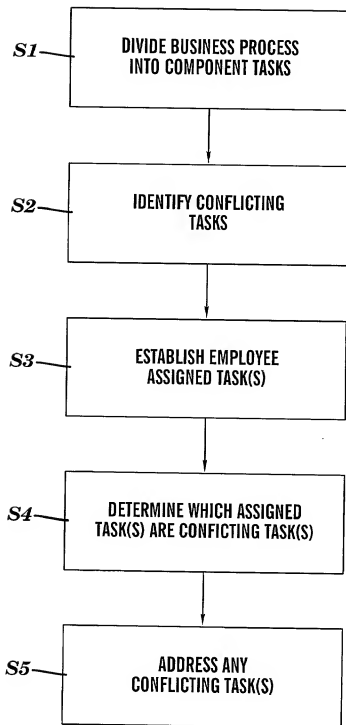 S1
DIVIDE BUSINESS PROCESS
INTO COMPONENT TASKS
S2
IDENTIFY CONFLICTING
TASKS
S3
ESTABLISH EMPLOYEE
ASSIGNED TASK(S)
S4
DETERMINE WHICH ASSIGNED
TASK(S) ARE CONFICTING TASK(S)
S5
ADDRESS ANY
CONFLICTING TASK(S)